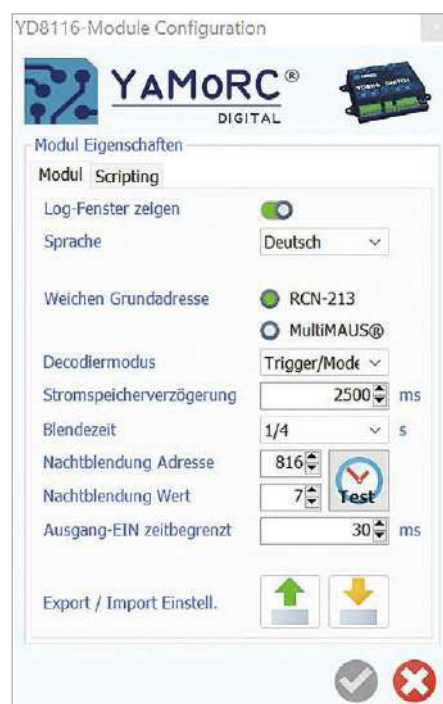 YD8116-Module Configuration
YAMORC®
DIGITAL
Modul Eigenschaften
Modul Scripting
Log-Fenster zeigen
Sprache Deutsch
Weichen Grundadresse RCN-213
MultiMAUS®
Decodiermodus Trigger/Mode
Stromspeicherverzögerung 2500 ms
Blendezeit 1/4 s
Nachtblendung Adresse 816
Nachtblendung Wert 7 Test
Ausgang-EIN zeitbegrenzt 30 ms
Export / Import Einstell.